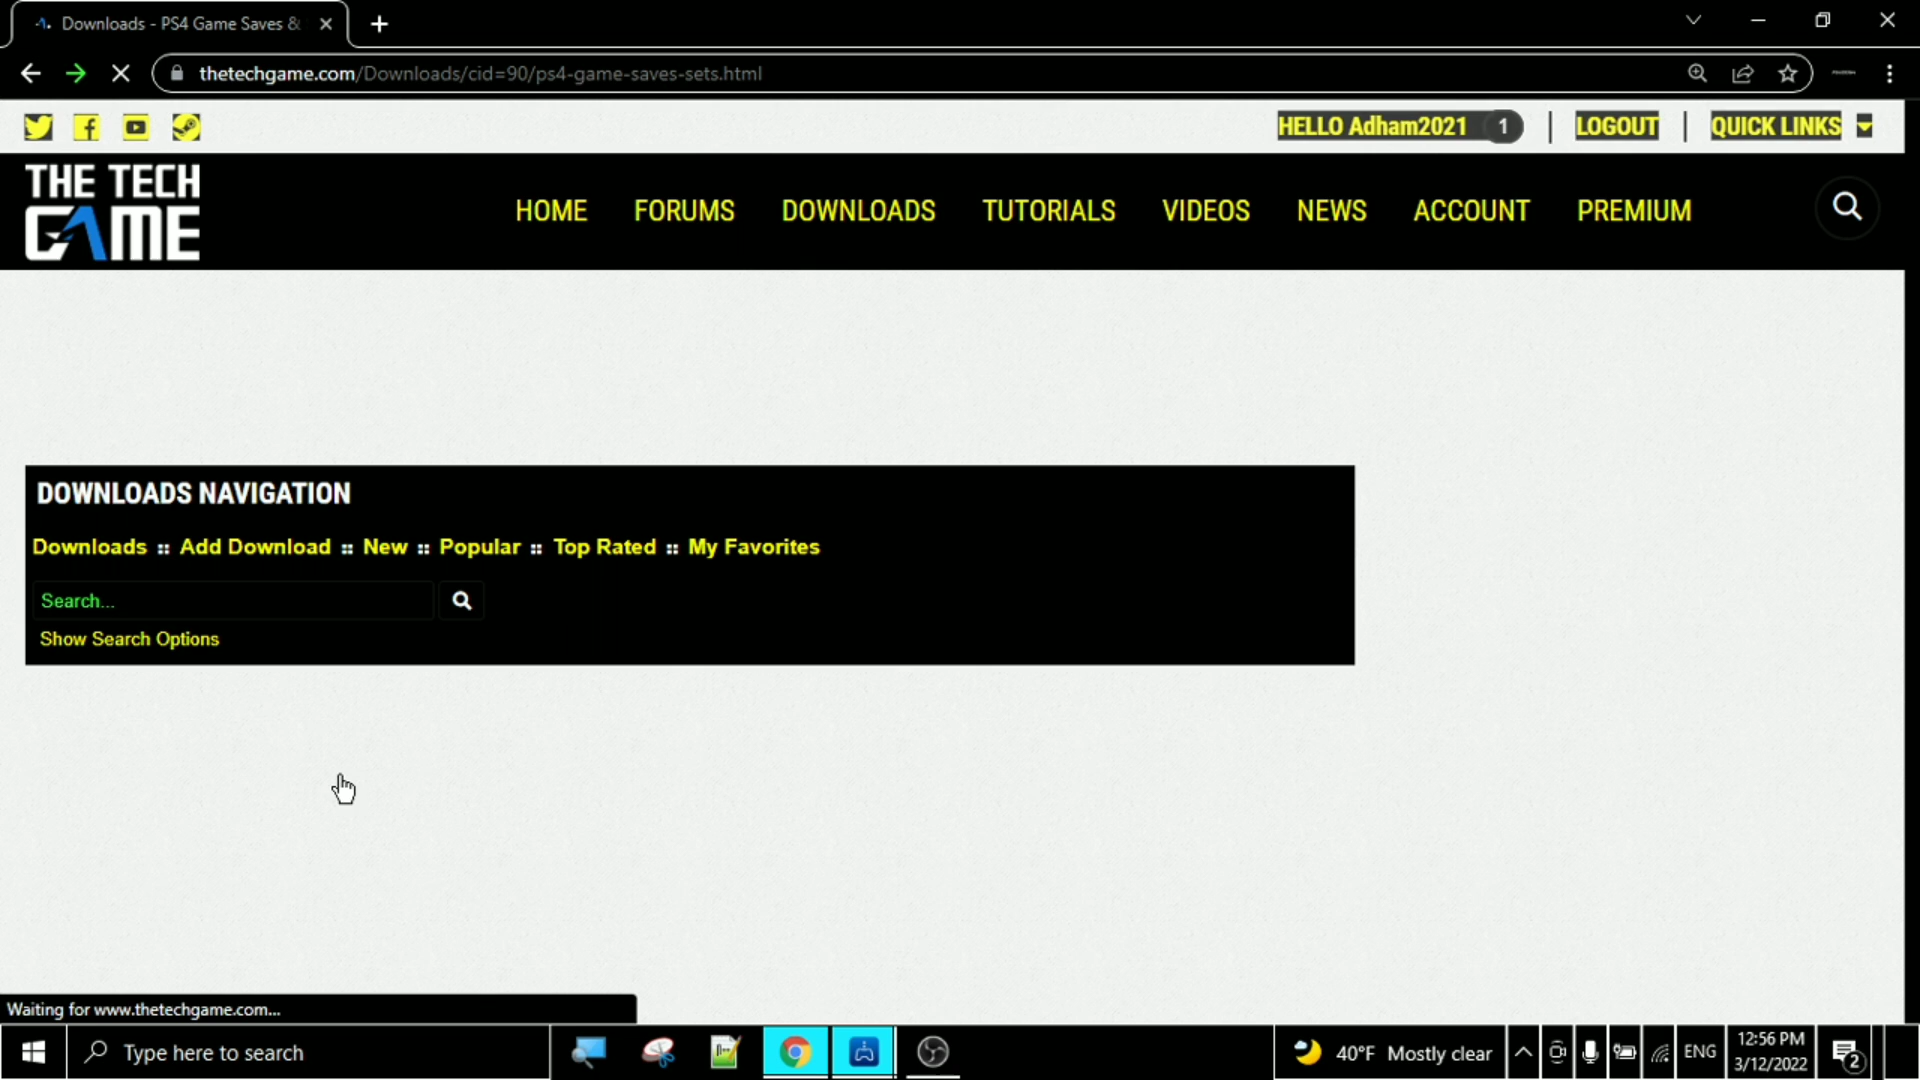 Downloads - PS4 Game Saves &
thetechgame.com/Downloads/cid=90/ps4-game-saves-sets.html
HELLO Adham2021 1 | LOGOUT | QUICK LINKS
THE TECH
GAME
HOME FORUMS DOWNLOADS TUTORIALS VIDEOS NEWS ACCOUNT PREMIUM
DOWNLOADS NAVIGATION
Downloads :: Add Download :: New :: Popular :: Top Rated :: My Favorites
Search...
Show Search Options
Waiting for www.thetechgame.com...
Type here to search
40°F Mostly clear
ENG
12:56 PM
3/12/2022
2